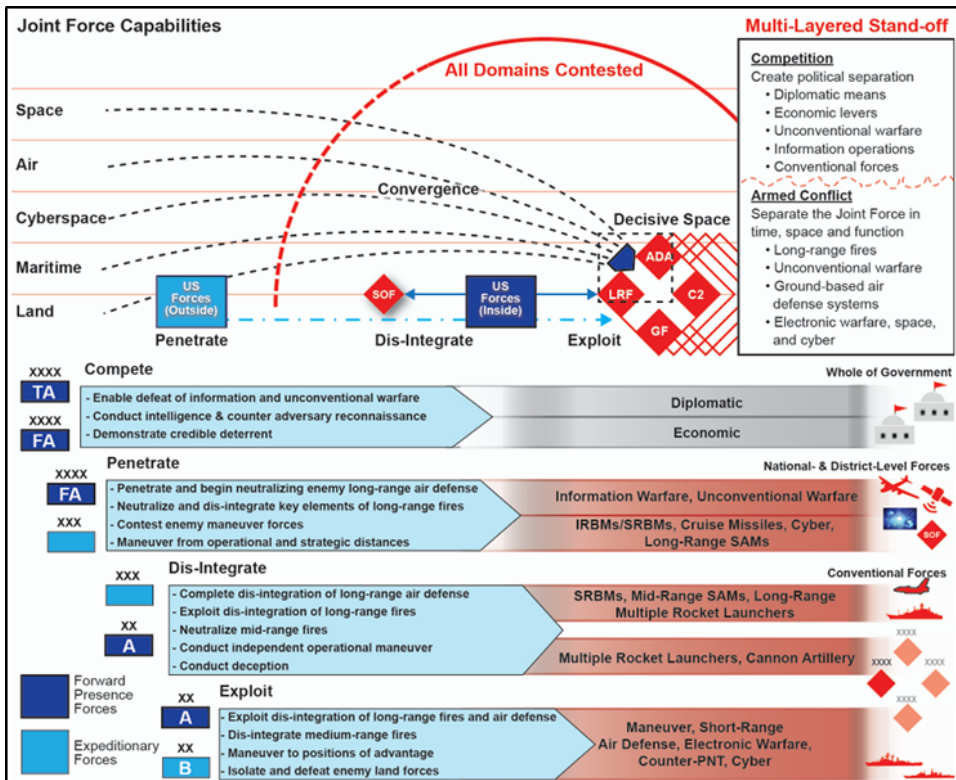 Joint Force Capabilities
Multi-Layered Stand-off
All Domains Contested
Space
Air
Cyberspace
Maritime
Land
Convergence
Decisive Space
US
Forces
(Outside)
SOF
US
Forces
(Inside)
LRF
ADA
C2
GF
Penetrate
Dis-Integrate
Exploit
Competition
Create political separation
• Diplomatic means
• Economic levers
• Unconventional warfare
• Information operations
• Conventional forces
Armed Conflict
Separate the Joint Force in
time, space and function
• Long-range fires
• Unconventional warfare
• Ground-based air
defense systems
• Electronic warfare, space,
and cyber
Compete
Whole of Government
XXXX
TA
XXXX
FA
- Enable defeat of information and unconventional warfare
- Conduct intelligence & counter adversary reconnaissance
- Demonstrate credible deterrent
Diplomatic
Economic
Penetrate
National- & District-Level Forces
XXXX
FA
XXX
- Penetrate and begin neutralizing enemy long-range air defense
- Neutralize and dis-integrate key elements of long-range fires
- Contest enemy maneuver forces
- Maneuver from operational and strategic distances
Information Warfare, Unconventional Warfare
IRBMs/SRBMs, Cruise Missiles, Cyber,
Long-Range SAMs
SOF
Dis-Integrate
Conventional Forces
XXX
XX
A
- Complete dis-integration of long-range air defense
- Exploit dis-integration of long-range fires
- Neutralize mid-range fires
- Conduct independent operational maneuver
- Conduct deception
SRBMs, Mid-Range SAMs, Long-Range
Multiple Rocket Launchers
Multiple Rocket Launchers, Cannon Artillery
XXXX
XXXX
XXXX
XXXX
Forward
Presence
Forces
Expeditionary
Forces
Exploit
XX
A
XX
B
- Exploit dis-integration of long-range fires and air defense
- Dis-integrate medium-range fires
- Maneuver to positions of advantage
- Isolate and defeat enemy land forces
Maneuver, Short-Range
Air Defense, Electronic Warfare,
Counter-PNT, Cyber